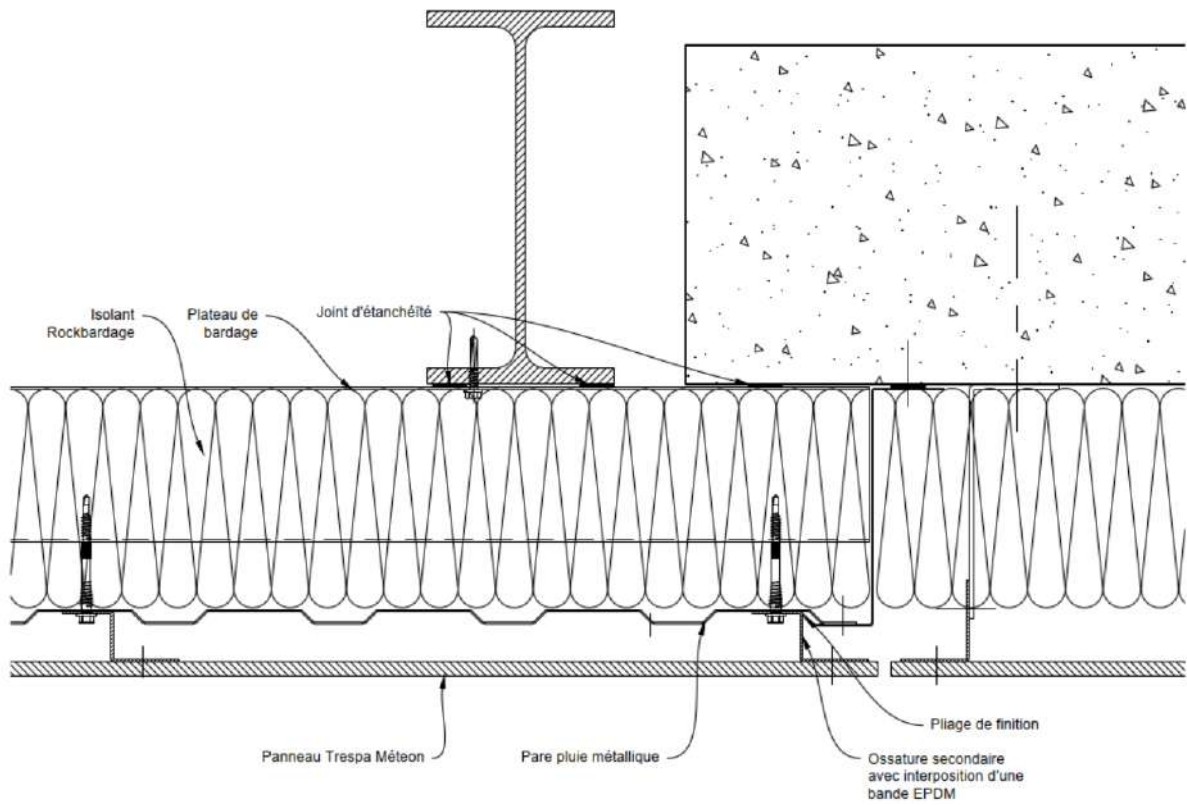 Isolant
Rockbardage
Plateau de
bardage
Joint d'étanchéité
Panneau Trespa Méteon
Pare pluie métallique
Pliage de finition
Ossature secondaire
avec interposition d'une
bande EPDM